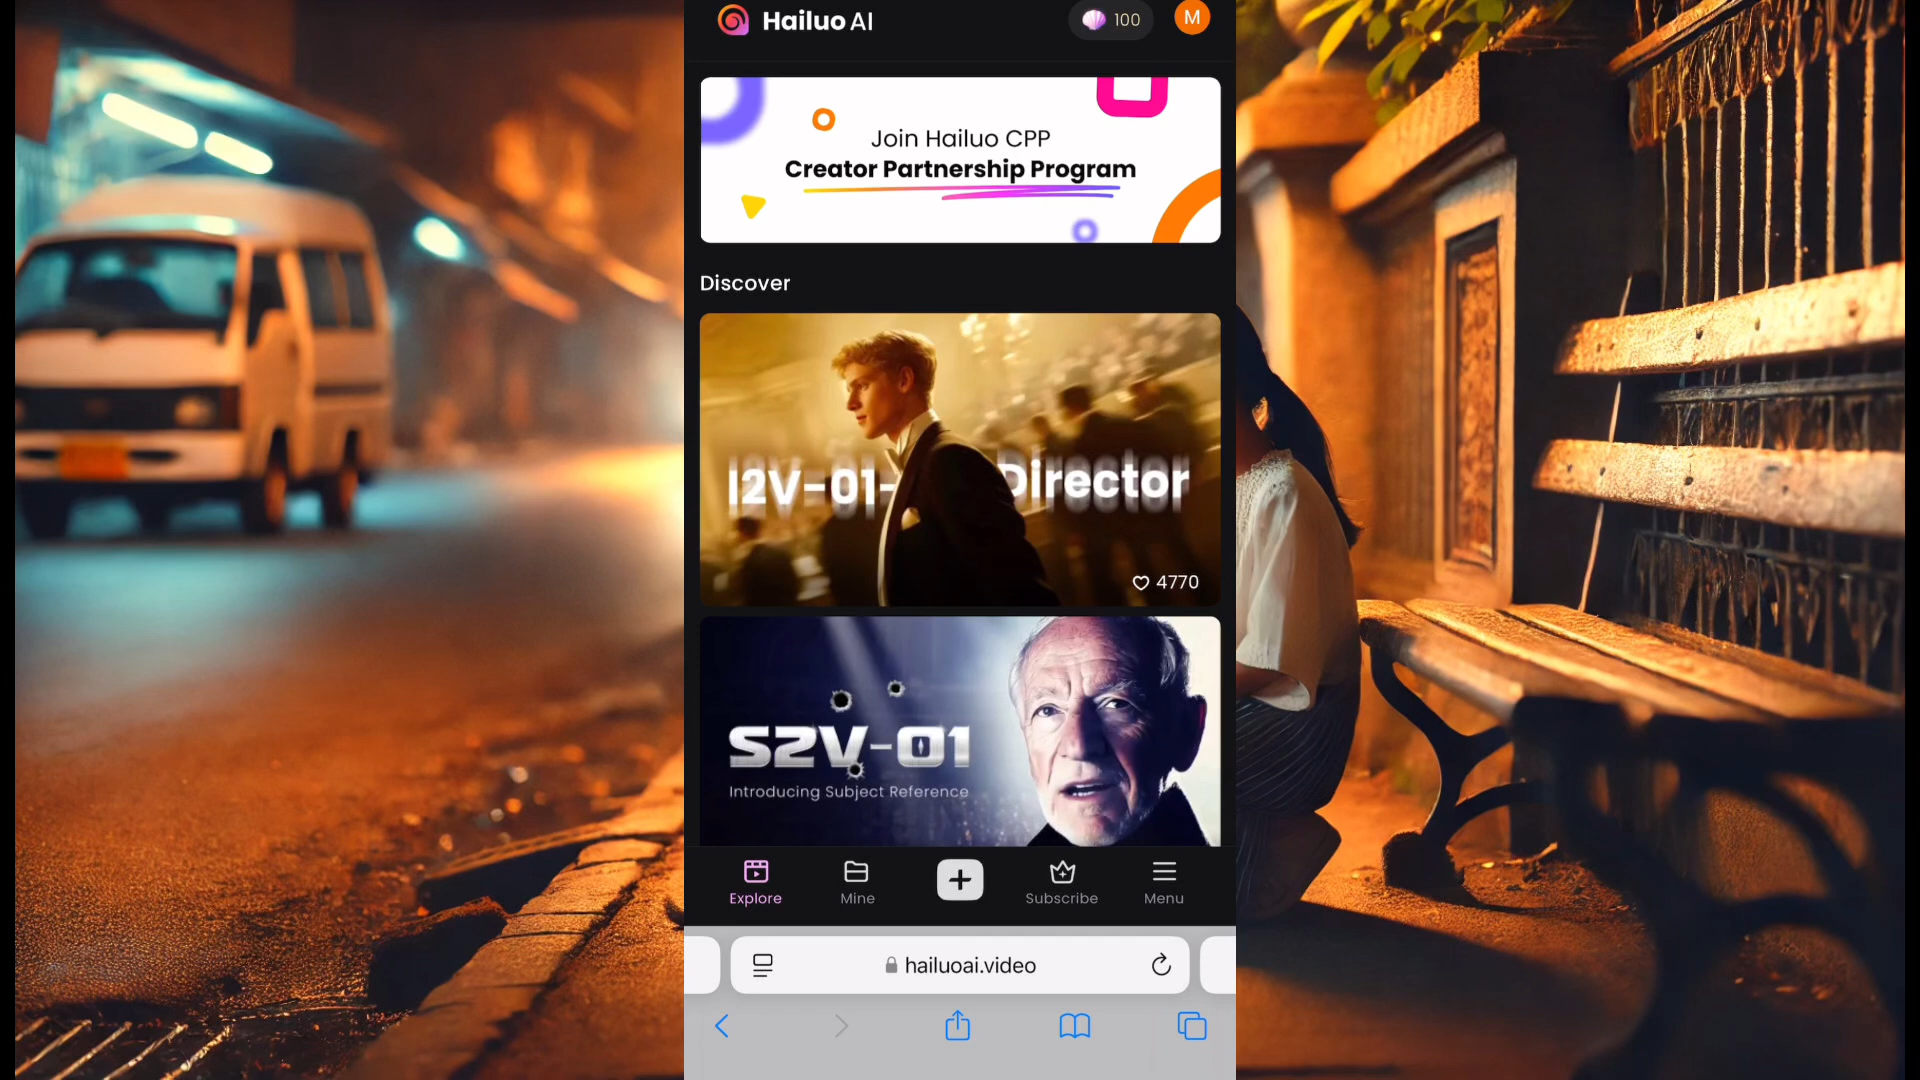 Hailuo AI
100
M
Join Hailuo CPP
Creator Partnership Program
Discover
I2V-01- Director
4770
S2V-01
Introducing Subject Reference
Explore
Mine
Subscribe
Menu
hailuoai.video